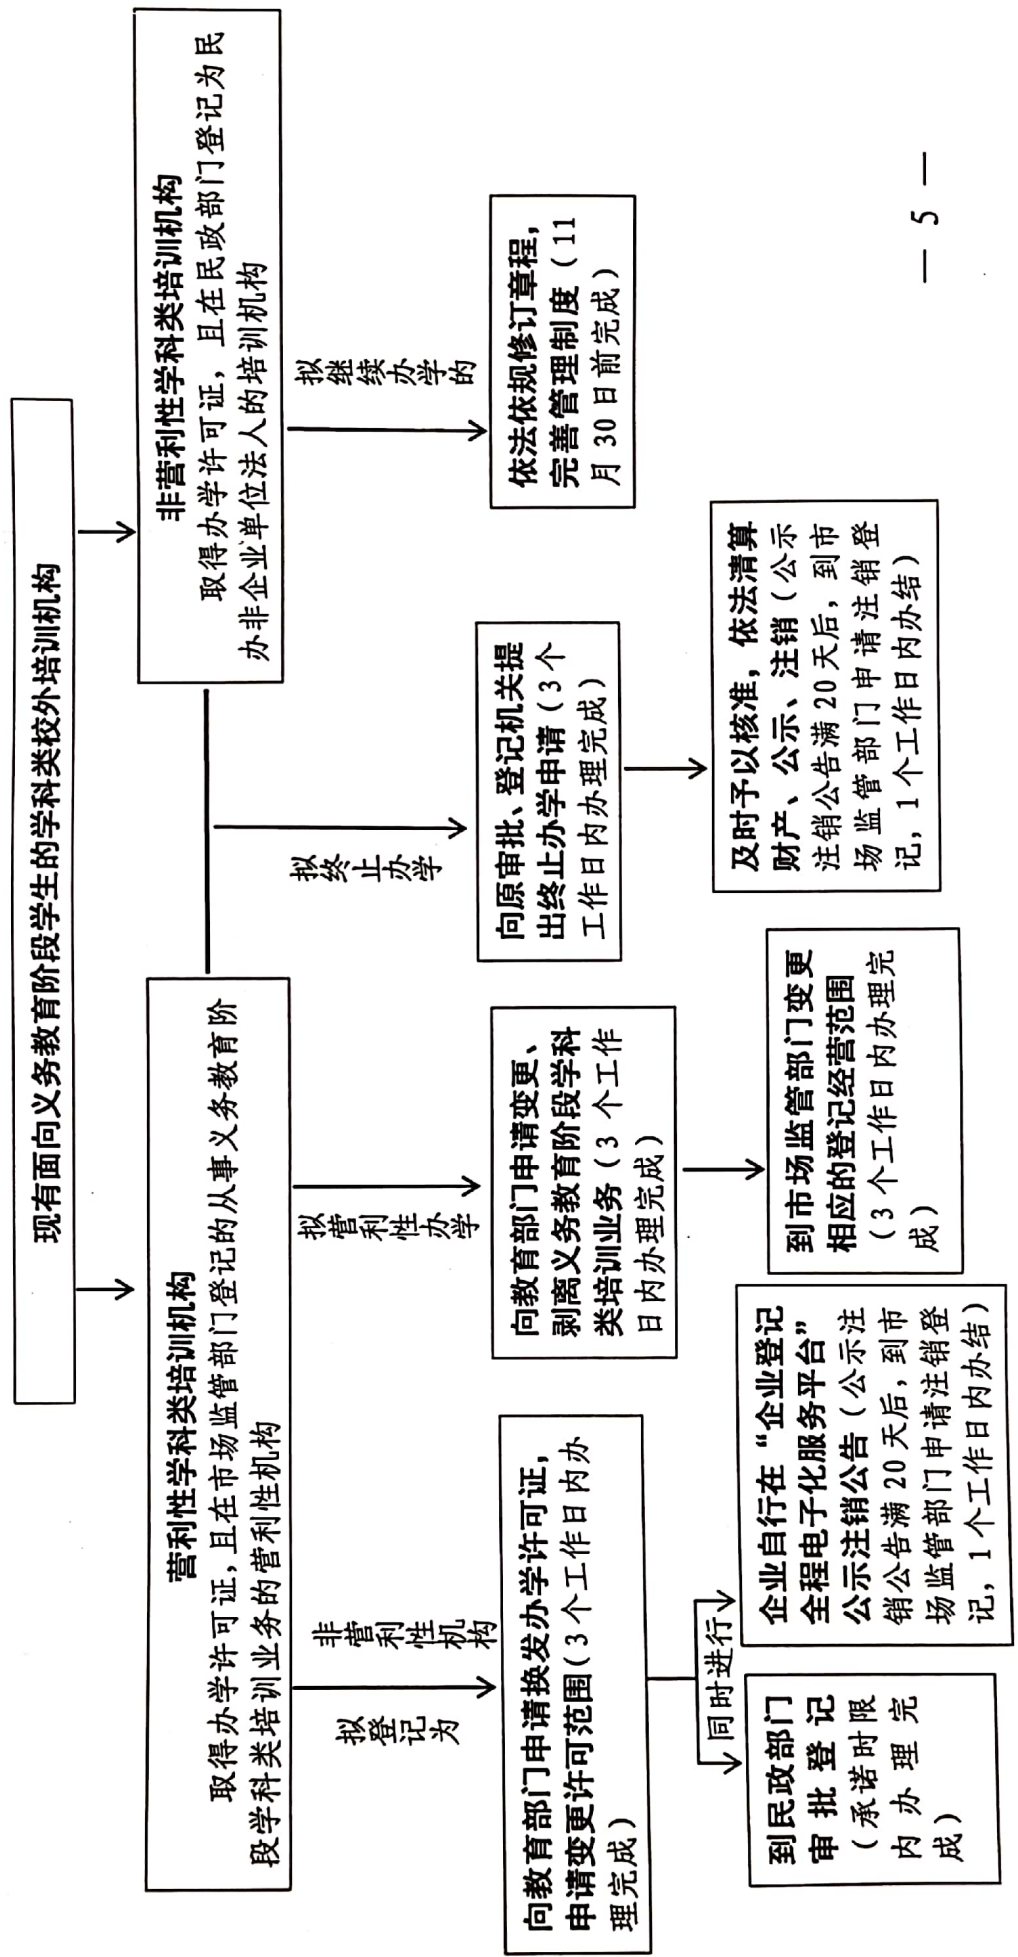 现有面向义务教育阶段学生的学科类校外培训机构
营利性学科类培训机构
取得办学许可证,且在市场监管部门登记的从事义务教育阶
段学科类培训业务的营利性机构
非营利性学科类培训机构
取得办学许可证，且在民政部门登记为民
办非企业单位法人的培训机构
拟登记为
非营利性机构
拟营利性办学
拟终止办学
拟继续办学的
向教育部门申请换发办学许可证,
申请变更许可范围(3个工作日内办
理完成）
向教育部门申请变更、
剥离义务教育阶段学科
类培训业务（3 个工作
日内办理完成）
向原审批、登记机关提
出终止办学申请（3个
工作日内办理完成）
依法依规修订章程,
完善管理制度（11
月 30 日前完成）
同时进行
到民政部门
审批登记
（承诺时限
内办理完
成）
企业自行在“企业登记
全程电子化服务平台”
公示注销公告（公示注
销公告满 20 天后，到市
场监管部门申请注销登
记，1 个工作日内办结）
到市场监管部门变更
相应的登记经营范围
（3 个工作日内办理完
成）
及时予以核准，依法清算
财产、公示、注销（公示
注销公告满 20 天后，到市
场监管部门申请注销登
记，1个工作日内办结）
— 5 —